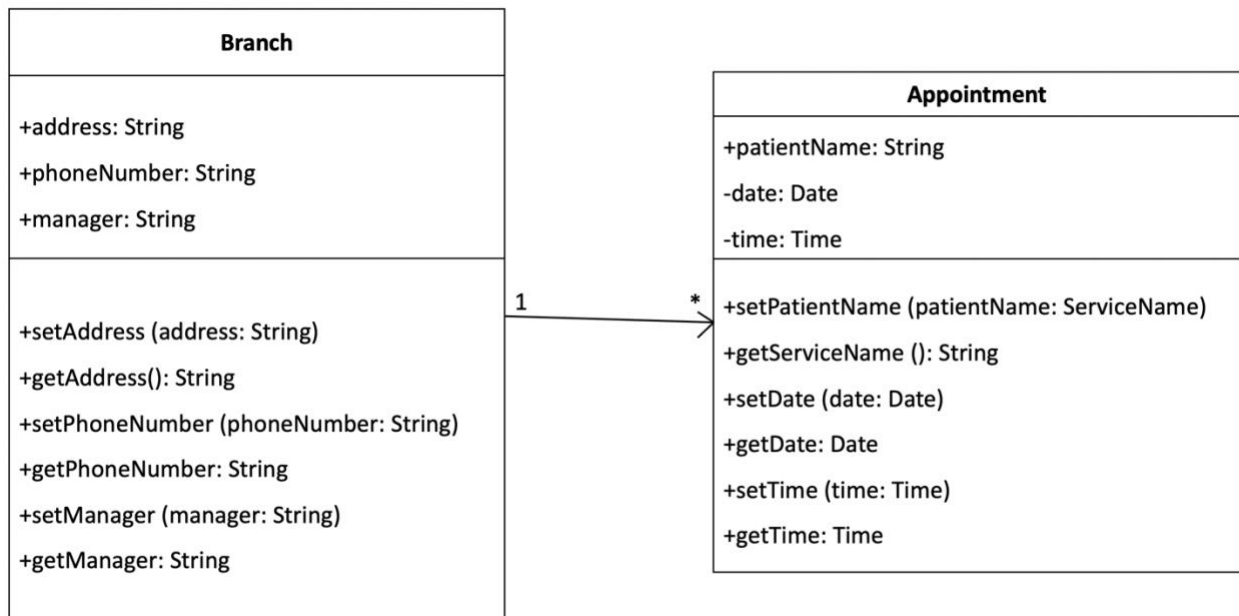 Branch
+address: String
+phoneNumber: String
+manager: String
+setAddress (address: String)
+getAddress(): String
+setPhoneNumber (phoneNumber: String)
+getPhoneNumber: String
+setManager (manager: String)
+getManager: String
1
*
Appointment
+patientName: String
-date: Date
-time: Time
+setPatientName (patientName: ServiceName)
+getServiceName (): String
+setDate (date: Date)
+getDate: Date
+setTime (time: Time)
+getTime: Time